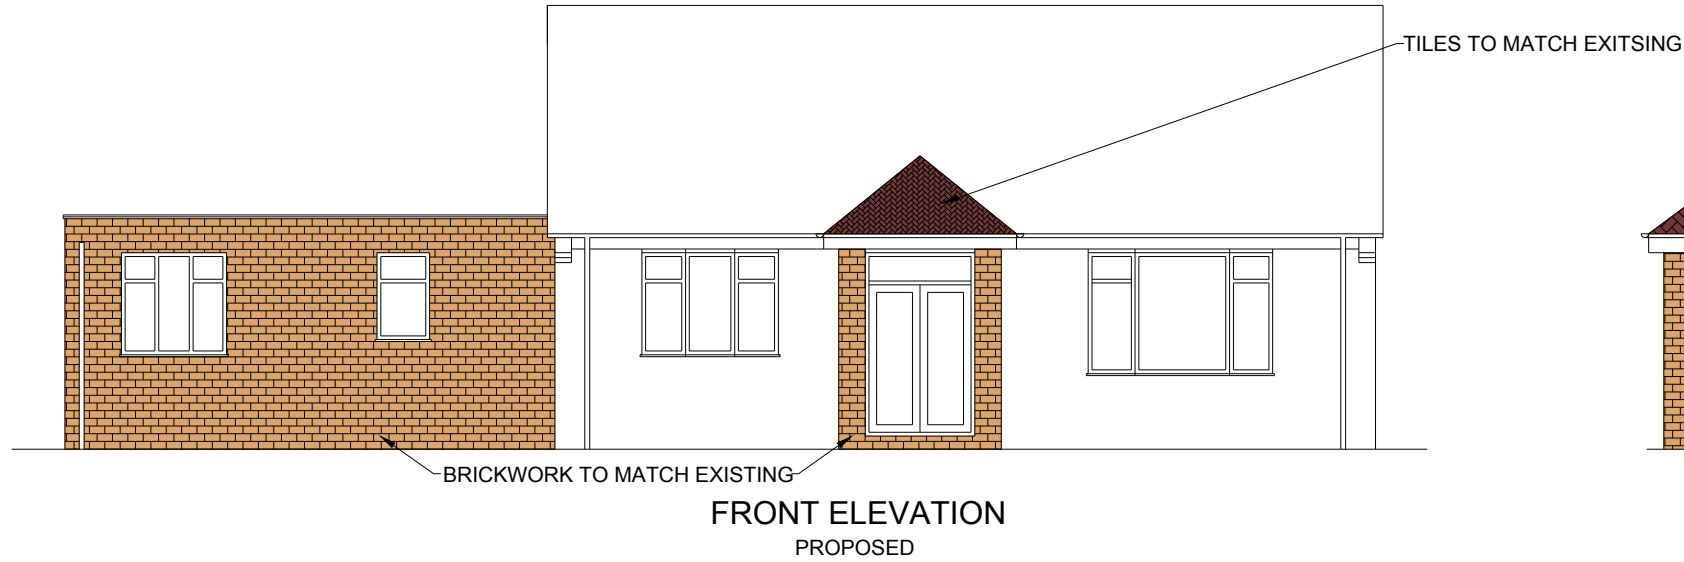 TILES TO MATCH EXITSING
BRICKWORK TO MATCH EXISTING
FRONT ELEVATION
PROPOSED